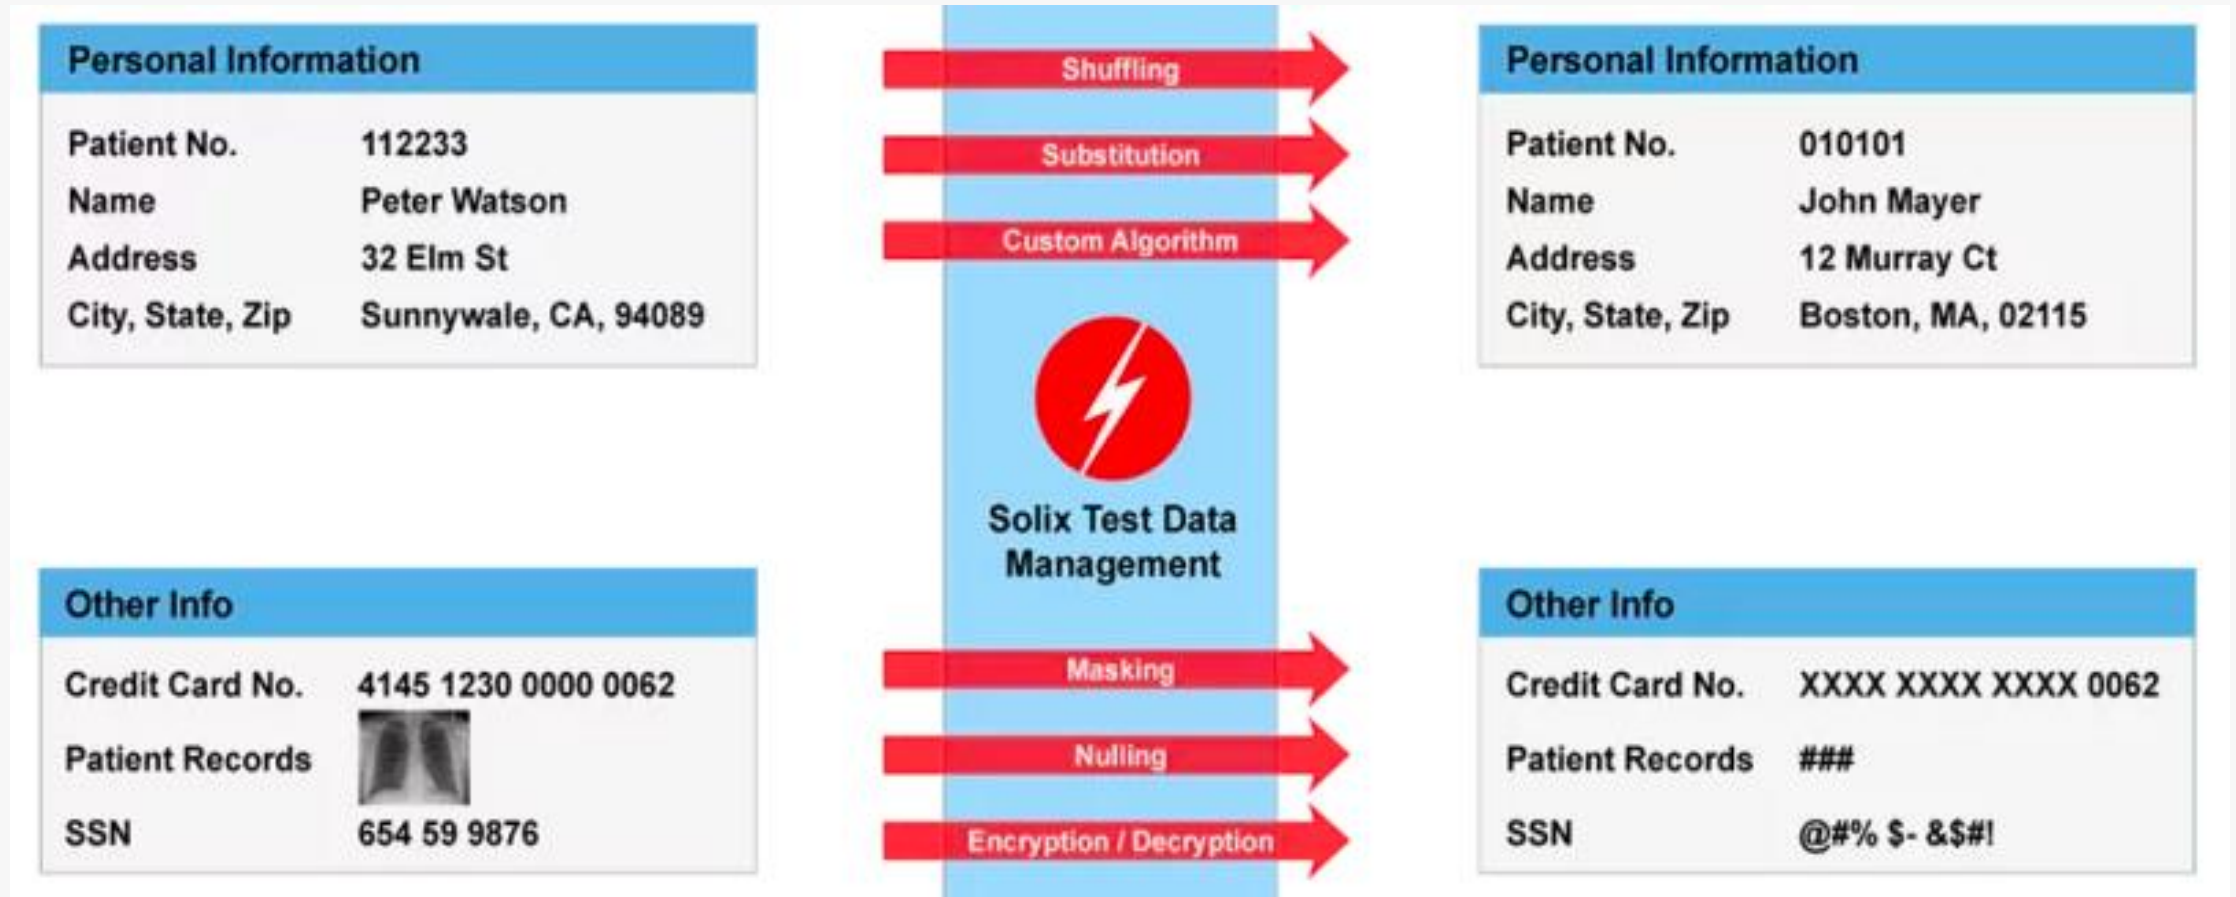 Personal Information
Patient No. 112233
Name Peter Watson
Address 32 Elm St
City, State, Zip Sunnywale, CA, 94089
Other Info
Credit Card No. 4145 1230 0000 0062
Patient Records
SSN 654 59 9876
Shuffling
Substitution
Custom Algorithm
Solix Test Data
Management
Masking
Nulling
Encryption / Decryption
Personal Information
Patient No. 010101
Name John Mayer
Address 12 Murray Ct
City, State, Zip Boston, MA, 02115
Other Info
Credit Card No. XXXX XXXX XXXX 0062
Patient Records ###
SSN @#% $- &$#!